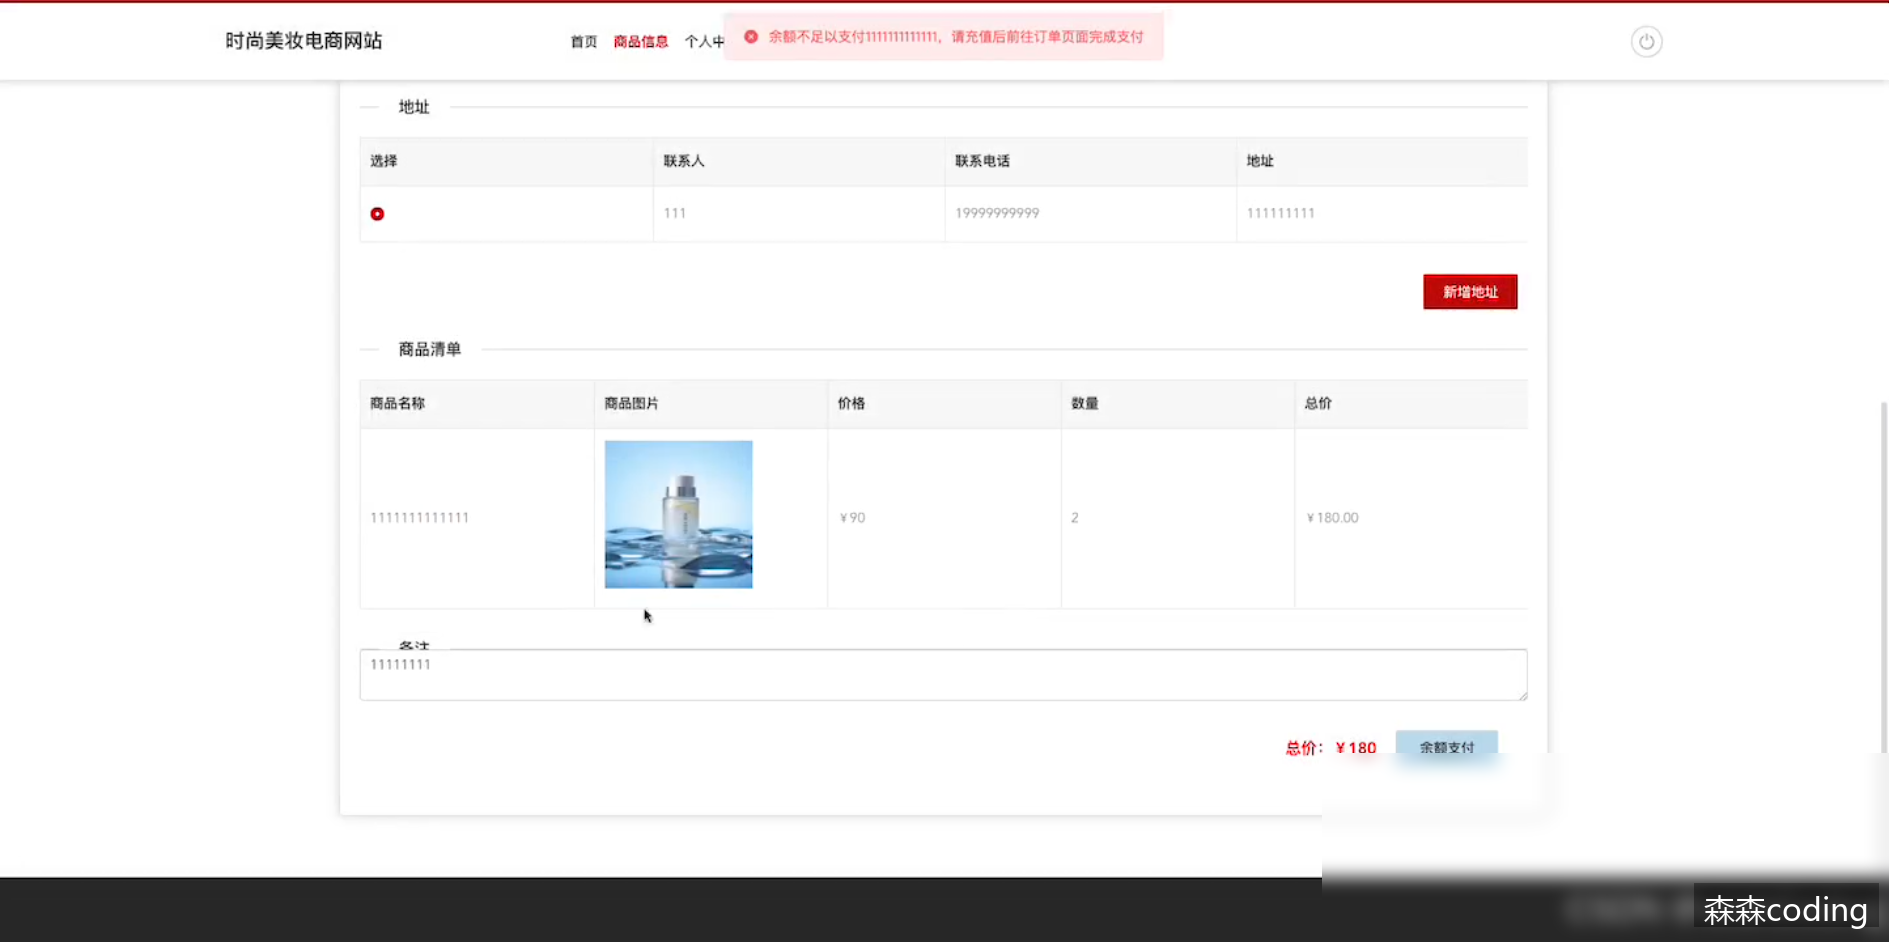 时尚美妆电商网站
首页 商品信息 个人中
余额不足以支付1111111111111，请充值后前往订单页面完成支付
地址
选择 联系人 联系电话 地址
111 19999999999 111111111
新增地址
商品清单
商品名称 商品图片 价格 数量 总价
1111111111111 ￥90 2 ￥180.00
备注
11111111
总价：￥180 余额支付
森森coding